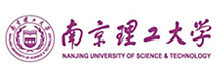 南京理工大学
NANJING UNIVERSITY OF SCIENCE & TECHNOLOGY